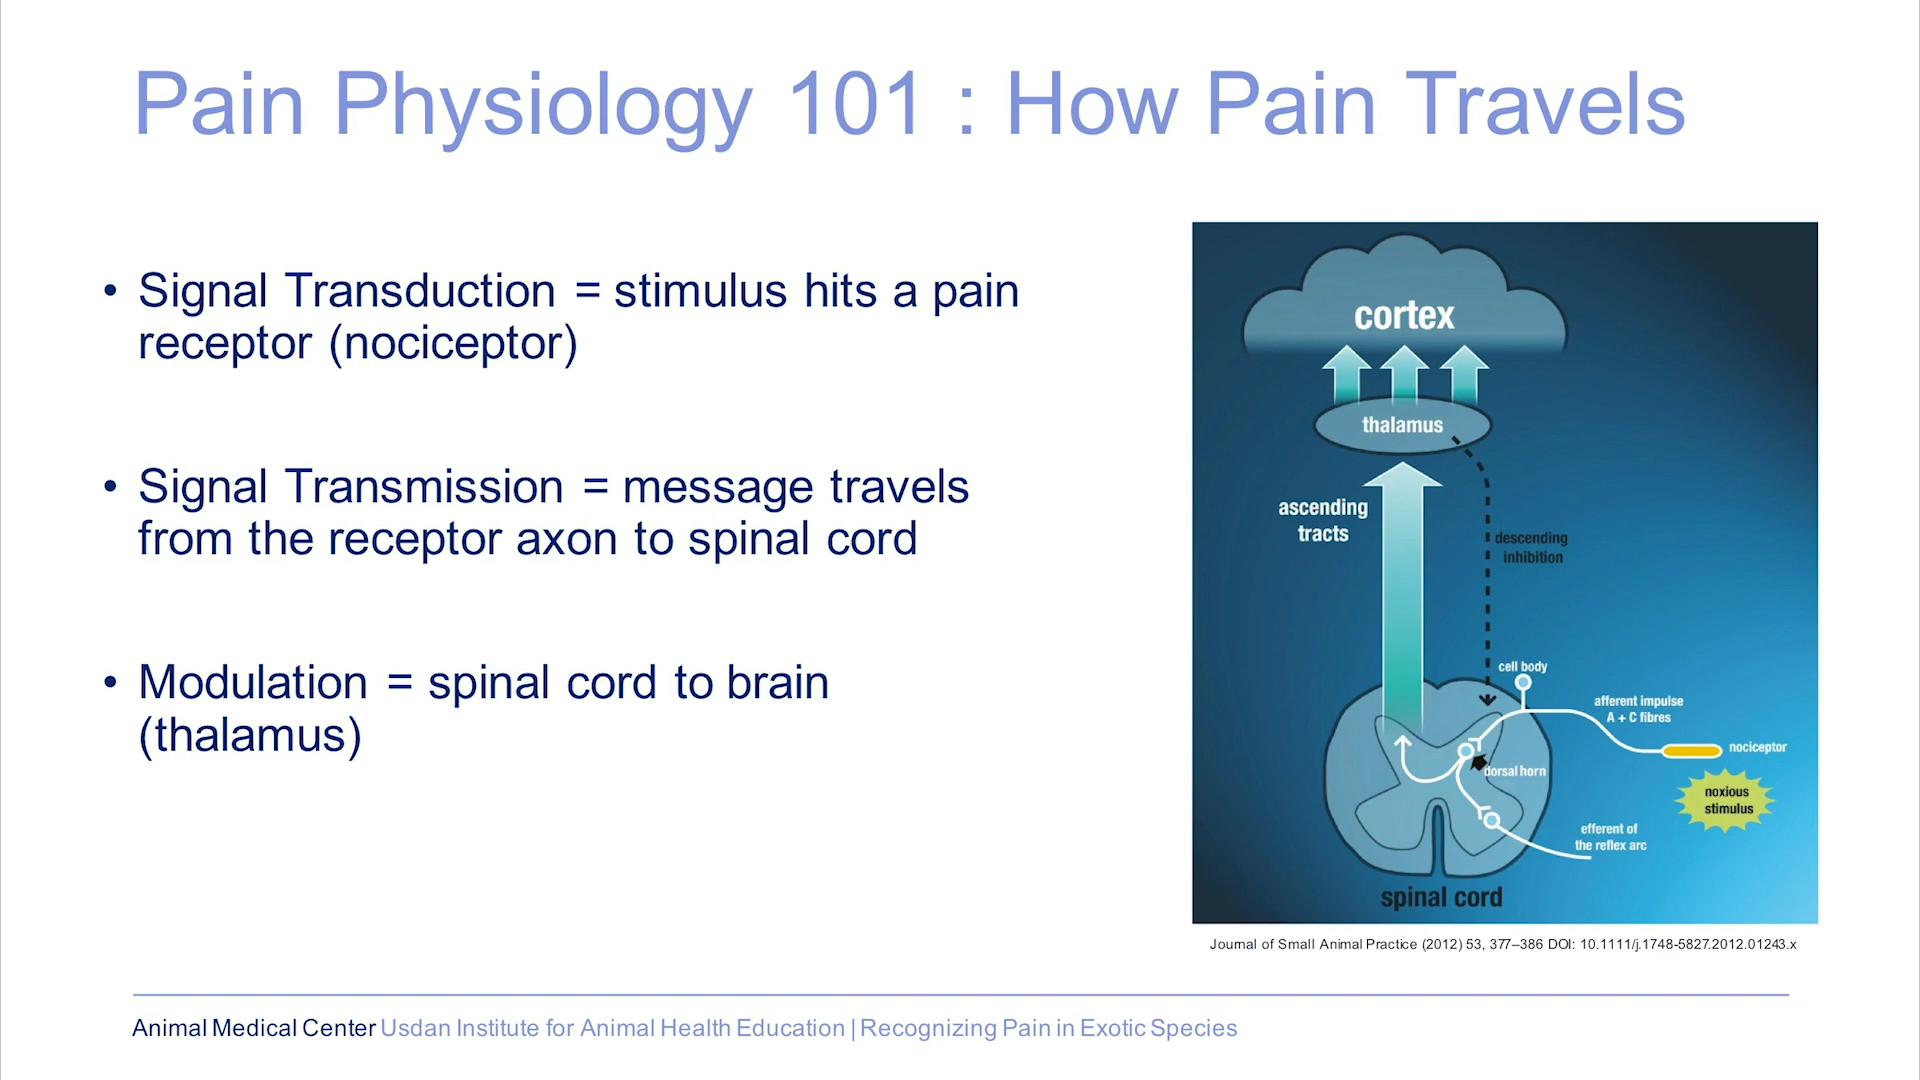 Pain Physiology 101 : How Pain Travels
• Signal Transduction = stimulus hits a pain
receptor (nociceptor)
• Signal Transmission = message travels
from the receptor axon to spinal cord
• Modulation = spinal cord to brain
(thalamus)
cortex
thalamus
ascending
tracts
descending
inhibition
cell body
afferent impulse
A + C fibres
nociceptor
dorsal horn
noxious
stimulus
efferent of
the reflex arc
spinal cord
Journal of Small Animal Practice (2012) 53, 377–386 DOI: 10.1111/j.1748-5827.2012.01243.x
Animal Medical Center Usdan Institute for Animal Health Education | Recognizing Pain in Exotic Species